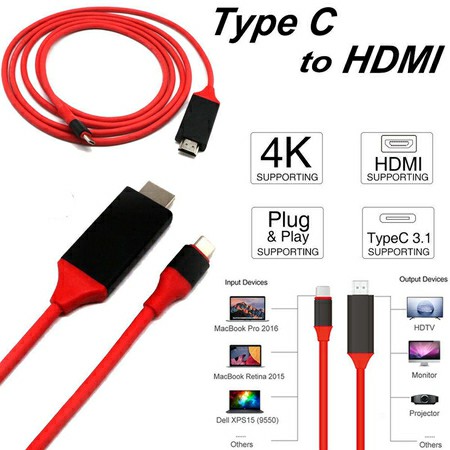 Type C
to HDMI
4K
SUPPORTING
HDMI
SUPPORTING
Plug
& Play
SUPPORTING
TypeC 3.1
SUPPORTING
Input Devices
Output Devices
MacBook Pro 2016
HDTV
MacBook Retina 2015
Monitor
Dell XPS15 (9550)
Projector
Others
Others